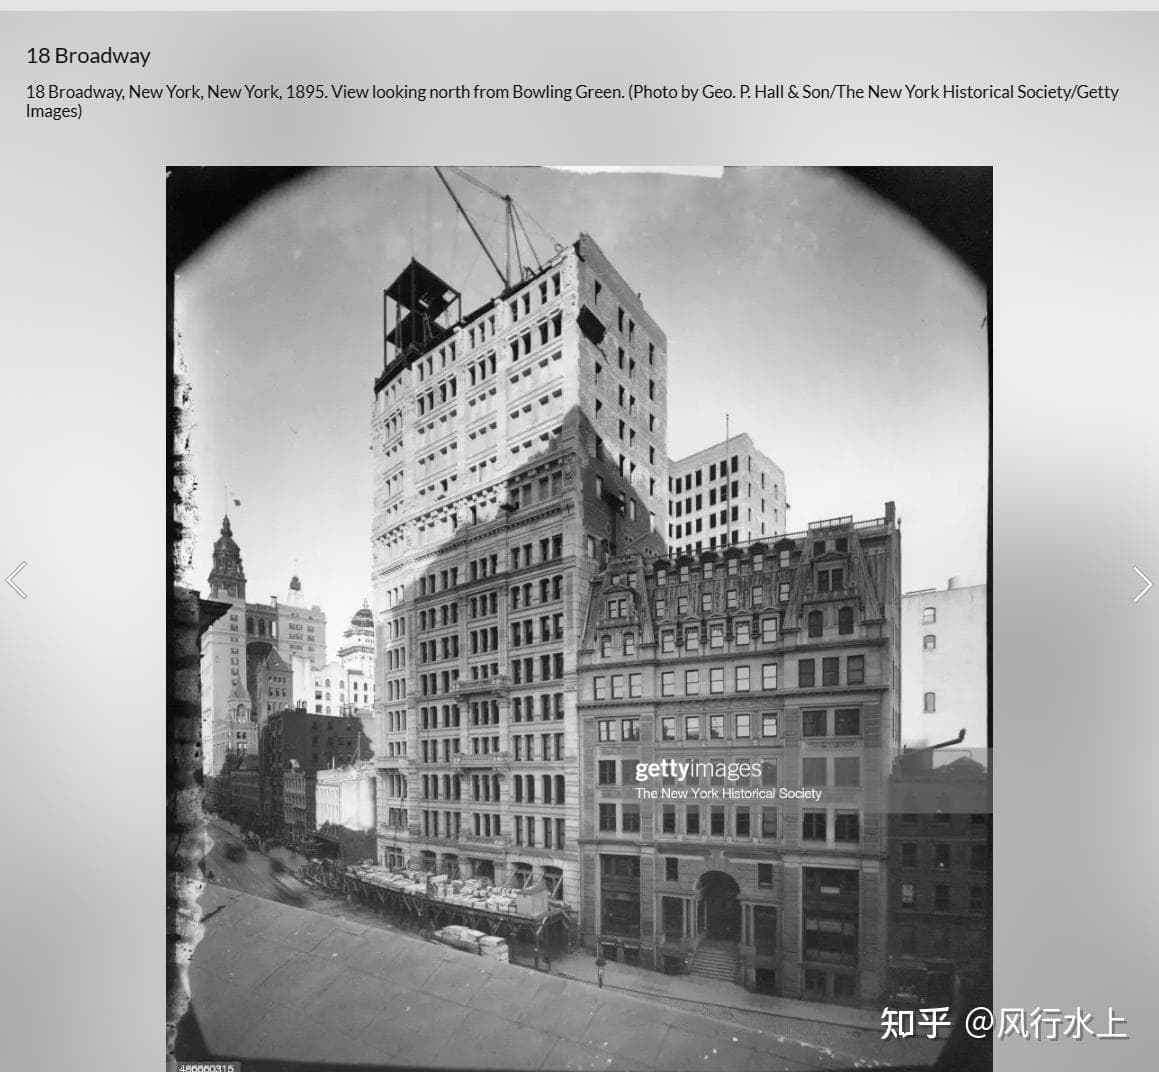 18 Broadway
18 Broadway, New York, New York, 1895. View looking north from Bowling Green. (Photo by Geo. P. Hall & Son/The New York Historical Society/Getty
Images)
gettyimages
The New York Historical Society
知乎 @风行水上
486660315